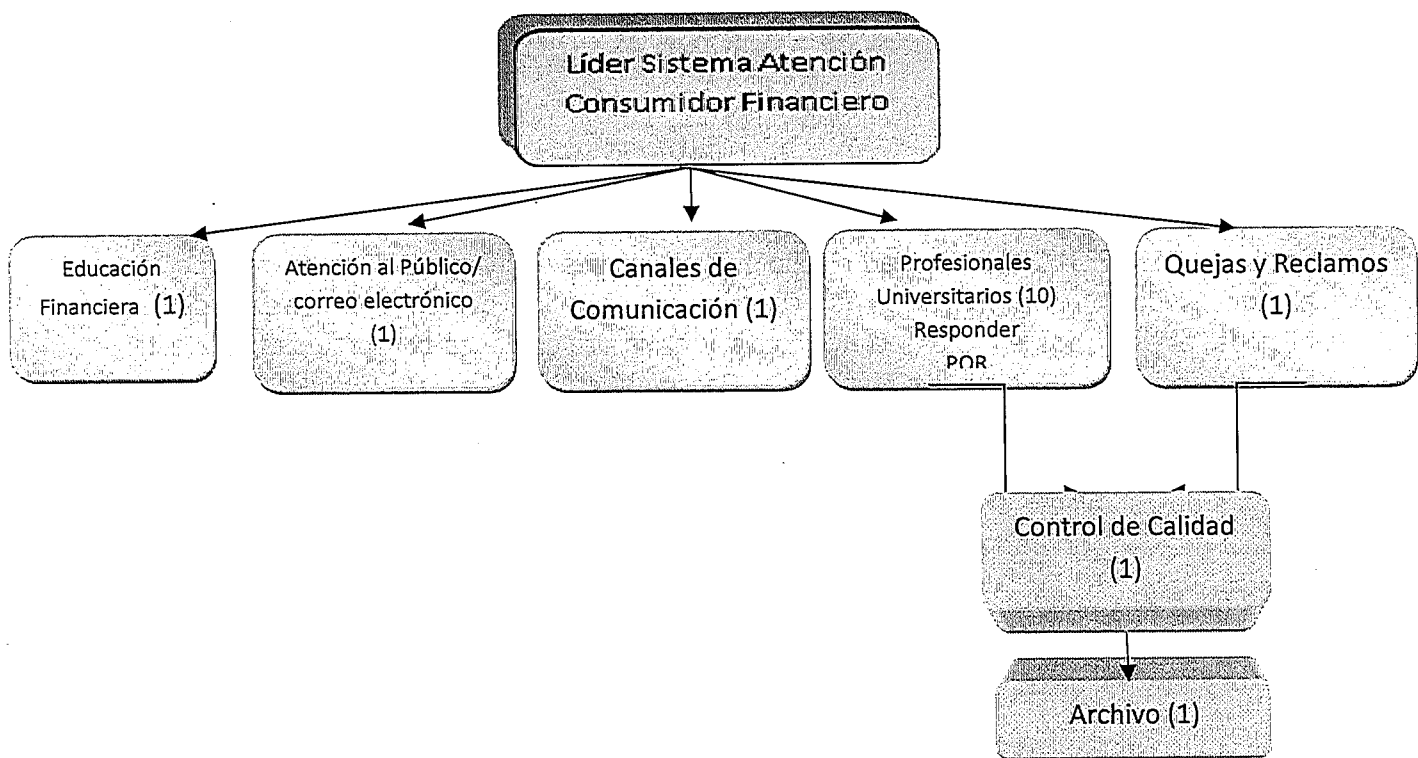 Líder Sistema Atención
Consumidor Financiero
Educación
Financiera (1)
Atención al Público/
correo electrónico
(1)
Canales de
Comunicación (1)
Profesionales
Universitarios (10)
Responder
PQR
Quejas y Reclamos
(1)
Control de Calidad
(1)
Archivo (1)